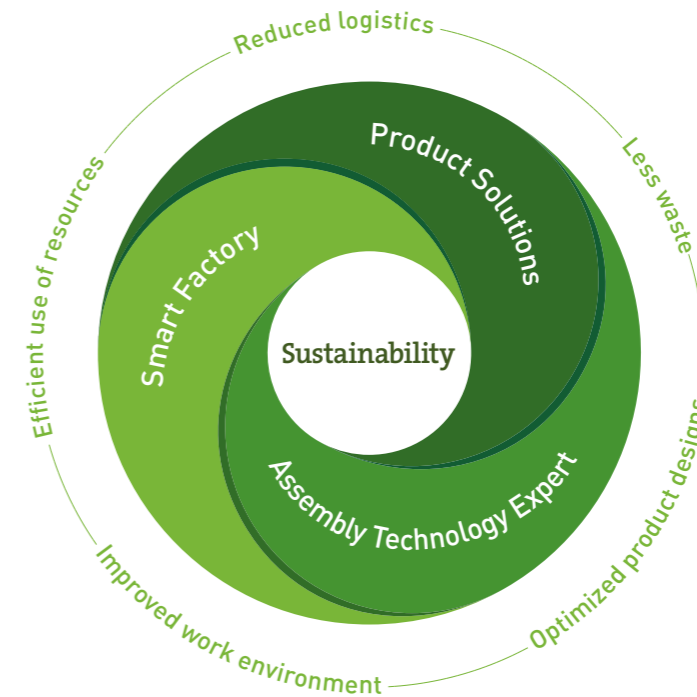 Reduced logistics
Less waste
Optimized product designs
Improved work environment
Efficient use of resources
Product Solutions
Assembly Technology Expert
Smart Factory
Sustainability